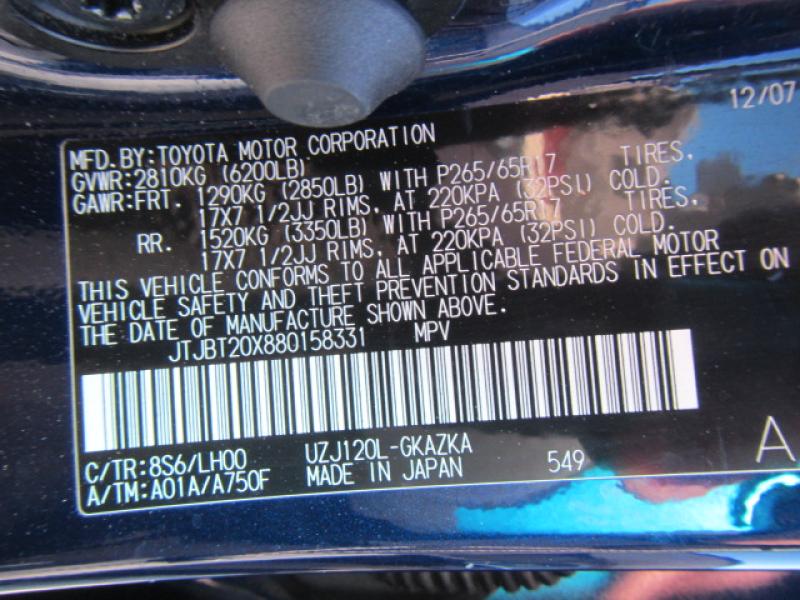 12/07
MFD.BY:TOYOTA MOTOR CORPORATION
GVWR:2810KG (6200LB)
GAWR:FRT. 1290KG (2850LB) WITH P265/65R17 TIRES,
17X7 1/2JJ RIMS, AT 220KPA (32PSI) COLD.
RR. 1520KG (3350LB) WITH P265/65R17 TIRES,
17X7 1/2JJ RIMS, AT 220KPA (32PSI) COLD.
THIS VEHICLE CONFORMS TO ALL APPLICABLE FEDERAL MOTOR
VEHICLE SAFETY AND THEFT PREVENTION STANDARDS IN EFFECT ON
THE DATE OF MANUFACTURE SHOWN ABOVE.
JTJBT20X880158331 MPV
C/TR:8S6/LH00 UZJ120L-GKAZKA
A/TM:A01A/A750F MADE IN JAPAN 549 A